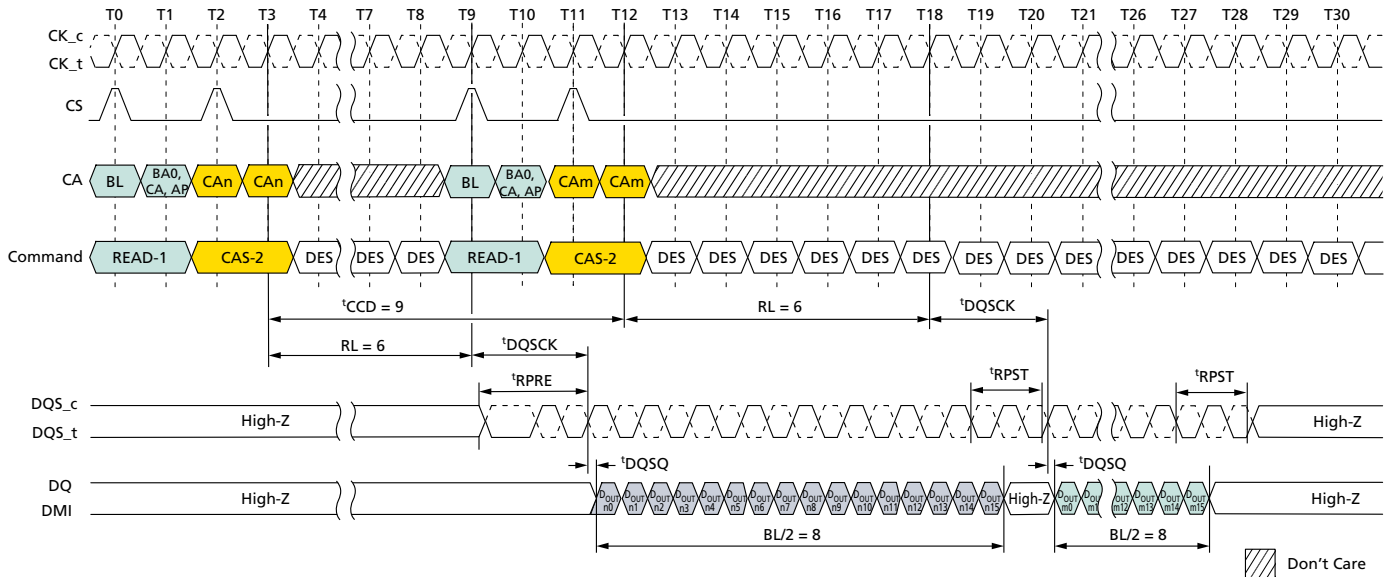 T0 T1 T2 T3 T4 T7 T8 T9 T10 T11 T12 T13 T14 T15 T16 T17 T18 T19 T20 T21 T26 T27 T28 T29 T30
CK_c
CK_t
CS
CA BL BA0, CA, AP CAn CAn BL BA0, CA, AP CAm CAm
Command READ-1 CAS-2 DES DES DES READ-1 CAS-2 DES DES DES DES DES DES DES DES DES DES DES DES DES DES
tCCD = 9 RL = 6 tDQSCK
RL = 6 tDQSCK
tRPRE tRPST tRPST
DQS_c
DQS_t
High-Z High-Z
tDQSQ tDQSQ
DQ
DMI
High-Z DOUT n0 DOUT n1 DOUT n2 DOUT n3 DOUT n4 DOUT n5 DOUT n6 DOUT n7 DOUT n8 DOUT n9 DOUT n10 DOUT n11 DOUT n12 DOUT n13 DOUT n14 DOUT n15 High-Z DOUT m0 DOUT m1 DOUT m12 DOUT m13 DOUT m14 DOUT m15 High-Z
BL/2 = 8 BL/2 = 8
Don't Care